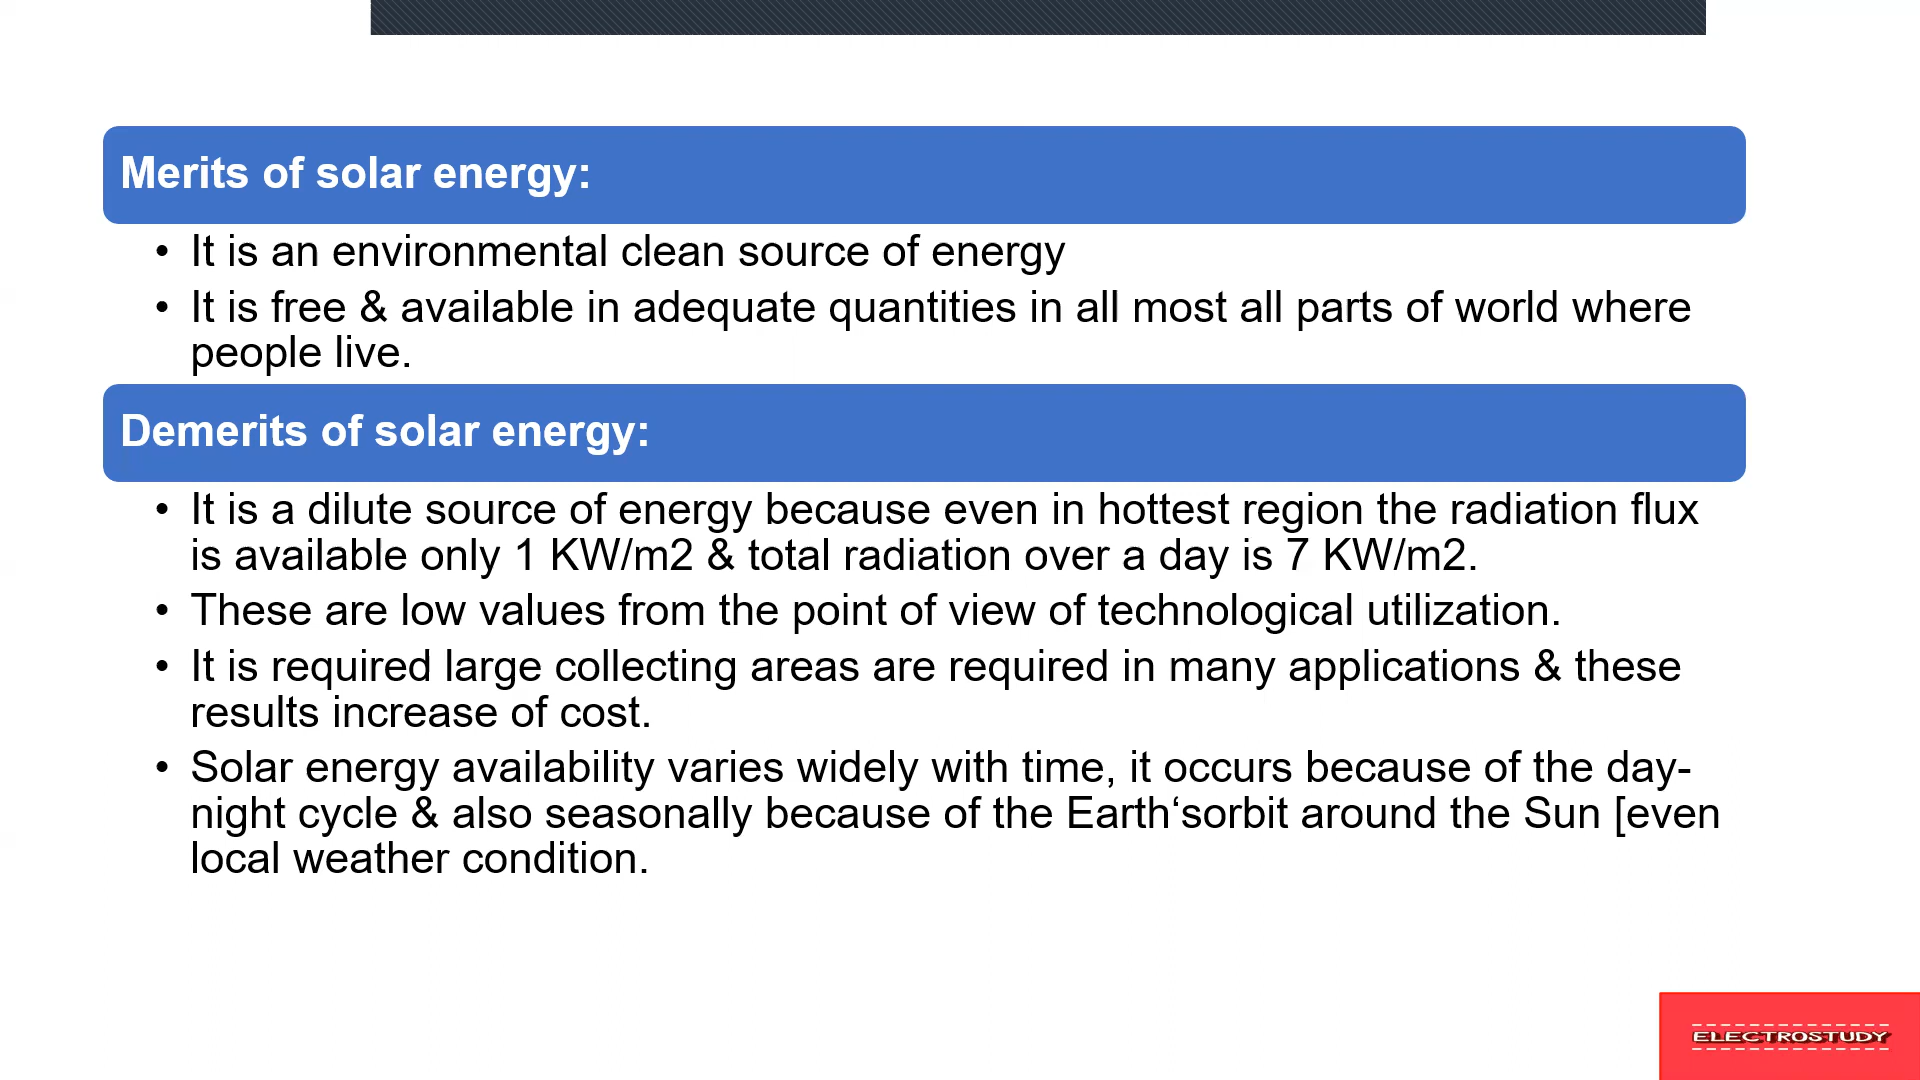 Merits of solar energy:
• It is an environmental clean source of energy
• It is free & available in adequate quantities in all most all parts of world where
people live.
Demerits of solar energy:
• It is a dilute source of energy because even in hottest region the radiation flux
is available only 1 KW/m2 & total radiation over a day is 7 KW/m2.
• These are low values from the point of view of technological utilization.
• It is required large collecting areas are required in many applications & these
results increase of cost.
• Solar energy availability varies widely with time, it occurs because of the day-
night cycle & also seasonally because of the Earth‘sorbit around the Sun [even
local weather condition.
ELECTROSTUDY